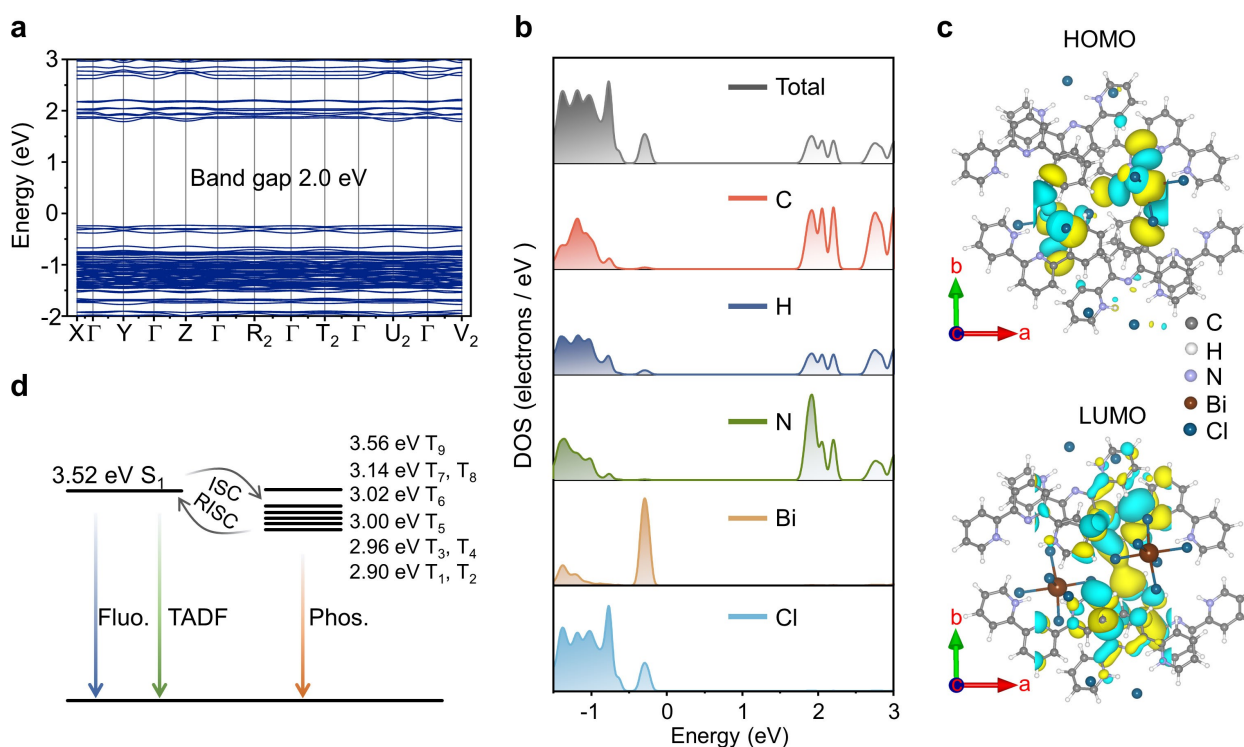 a
3
2
1
0
-1
-2
Energy (eV)
Band gap 2.0 eV
X Γ Y Γ Z Γ R₂ Γ T₂ Γ U₂ Γ V₂
b
Total
C
H
N
Bi
Cl
DOS (electrons / eV)
-1 0 1 2 3
Energy (eV)
c
HOMO
b
a
c
C
H
N
Bi
Cl
LUMO
b
a
c
d
3.52 eV S₁
ISC
RISC
3.56 eV T₉
3.14 eV T₇, T₈
3.02 eV T₆
3.00 eV T₅
2.96 eV T₃, T₄
2.90 eV T₁, T₂
Fluo.
TADF
Phos.